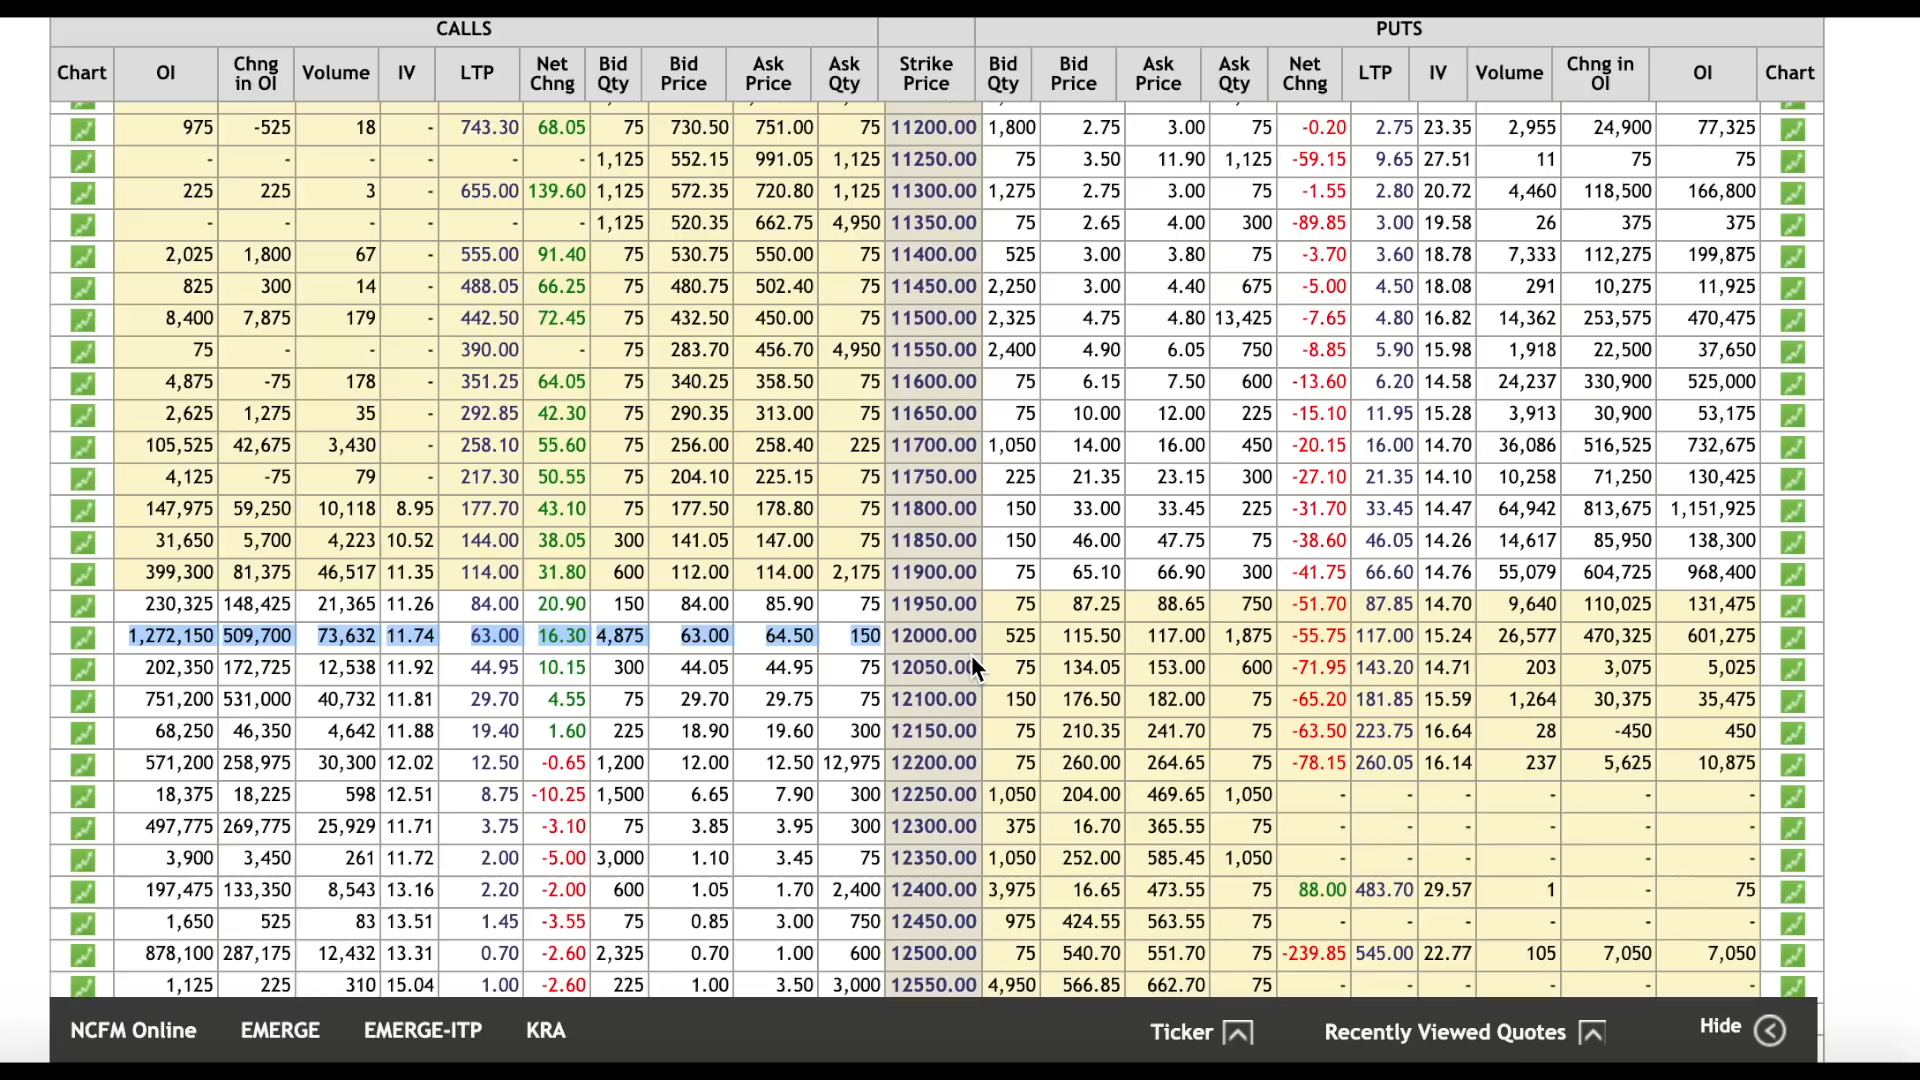 CALLS PUTS
Chart OI Chng in OI Volume IV LTP Net Chng Bid Qty Bid Price Ask Price Ask Qty Strike Price Bid Qty Bid Price Ask Price Ask Qty Net Chng LTP IV Volume Chng in OI OI Chart
975 -525 18 - 743.30 68.05 75 730.50 751.00 75 11200.00 1,800 2.75 3.00 75 -0.20 2.75 23.35 2,955 24,900 77,325
- - - - - - 1,125 552.15 991.05 1,125 11250.00 75 3.50 11.90 1,125 -59.15 9.65 27.51 11 75 75
225 225 3 - 655.00 139.60 1,125 572.35 720.80 1,125 11300.00 1,275 2.75 3.00 75 -1.55 2.80 20.72 4,460 118,500 166,800
- - - - - - 1,125 520.35 662.75 4,950 11350.00 75 2.65 4.00 300 -89.85 3.00 19.58 26 375 375
2,025 1,800 67 - 555.00 91.40 75 530.75 550.00 75 11400.00 525 3.00 3.80 75 -3.70 3.60 18.78 7,333 112,275 199,875
825 300 14 - 488.05 66.25 75 480.75 502.40 75 11450.00 2,250 3.00 4.40 675 -5.00 4.50 18.08 291 10,275 11,925
8,400 7,875 179 - 442.50 72.45 75 432.50 450.00 75 11500.00 2,325 4.75 4.80 13,425 -7.65 4.80 16.82 14,362 253,575 470,475
75 - - - 390.00 - 75 283.70 456.70 4,950 11550.00 2,400 4.90 6.05 750 -8.85 5.90 15.98 1,918 22,500 37,650
4,875 -75 178 - 351.25 64.05 75 340.25 358.50 75 11600.00 75 6.15 7.50 600 -13.60 6.20 14.58 24,237 330,900 525,000
2,625 1,275 35 - 292.85 42.30 75 290.35 313.00 75 11650.00 75 10.00 12.00 225 -15.10 11.95 15.28 3,913 30,900 53,175
105,525 42,675 3,430 - 258.10 55.60 75 256.00 258.40 225 11700.00 1,050 14.00 16.00 450 -20.15 16.00 14.70 36,086 516,525 732,675
4,125 -75 79 - 217.30 50.55 75 204.10 225.15 75 11750.00 225 21.35 23.15 300 -27.10 21.35 14.10 10,258 71,250 130,425
147,975 59,250 10,118 8.95 177.70 43.10 75 177.50 178.80 75 11800.00 150 33.00 33.45 225 -31.70 33.45 14.47 64,942 813,675 1,151,925
31,650 5,700 4,223 10.52 144.00 38.05 300 141.05 147.00 75 11850.00 150 46.00 47.75 75 -38.60 46.05 14.26 14,617 85,950 138,300
399,300 81,375 46,517 11.35 114.00 31.80 600 112.00 114.00 2,175 11900.00 75 65.10 66.90 300 -41.75 66.60 14.76 55,079 604,725 968,400
230,325 148,425 21,365 11.26 84.00 20.90 150 84.00 85.90 75 11950.00 75 87.25 88.65 750 -51.70 87.85 14.70 9,640 110,025 131,475
1,272,150 509,700 73,632 11.74 63.00 16.30 4,875 63.00 64.50 150 12000.00 525 115.50 117.00 1,875 -55.75 117.00 15.24 26,577 470,325 601,275
202,350 172,725 12,538 11.92 44.95 10.15 300 44.05 44.95 75 12050.00 75 134.05 153.00 600 -71.95 143.20 14.71 203 3,075 5,025
751,200 531,000 40,732 11.81 29.70 4.55 75 29.70 29.75 75 12100.00 150 176.50 182.00 75 -65.20 181.85 15.59 1,264 30,375 35,475
68,250 46,350 4,642 11.88 19.40 1.60 225 18.90 19.60 300 12150.00 75 210.35 241.70 75 -63.50 223.75 16.64 28 -450 450
571,200 258,975 30,300 12.02 12.50 -0.65 1,200 12.00 12.50 12,975 12200.00 75 260.00 264.65 75 -78.15 260.05 16.14 237 5,625 10,875
18,375 18,225 598 12.51 8.75 -10.25 1,500 6.65 7.90 300 12250.00 1,050 204.00 469.65 1,050 - - - - - -
497,775 269,775 25,929 11.71 3.75 -3.10 75 3.85 3.95 300 12300.00 375 16.70 365.55 75 - - - - - -
3,900 3,450 261 11.72 2.00 -5.00 3,000 1.10 3.45 75 12350.00 1,050 252.00 585.45 1,050 - - - - - -
197,475 133,350 8,543 13.16 2.20 -2.00 600 1.05 1.70 2,400 12400.00 3,975 16.65 473.55 75 88.00 483.70 29.57 1 - 75
1,650 525 83 13.51 1.45 -3.55 75 0.85 3.00 750 12450.00 975 424.55 563.55 75 - - - - - -
878,100 287,175 12,432 13.31 0.70 -2.60 2,325 0.70 1.00 600 12500.00 75 540.70 551.70 75 -239.85 545.00 22.77 105 7,050 7,050
1,125 225 310 15.04 1.00 -2.60 225 1.00 3.50 3,000 12550.00 4,950 566.85 662.70 75 - - - - - -
NCFM Online EMERGE EMERGE-ITP KRA Ticker Recently Viewed Quotes Hide